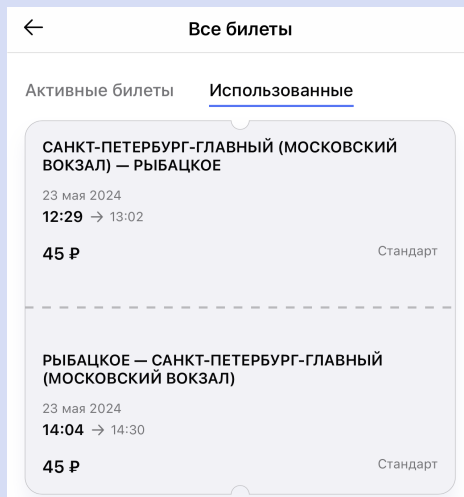 Все билеты
Активные билеты Использованные
САНКТ-ПЕТЕРБУРГ-ГЛАВНЫЙ (МОСКОВСКИЙ
ВОКЗАЛ) — РЫБАЦКОЕ
23 мая 2024
12:29 → 13:02
45 ₽ Стандарт
РЫБАЦКОЕ — САНКТ-ПЕТЕРБУРГ-ГЛАВНЫЙ
(МОСКОВСКИЙ ВОКЗАЛ)
23 мая 2024
14:04 → 14:30
45 ₽ Стандарт